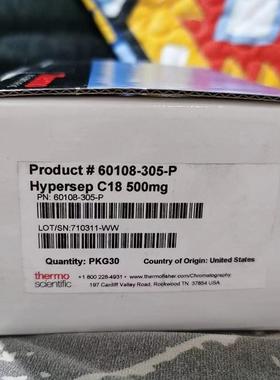 Product # 60108-305-P
Hypersep C18 500mg
PN: 60108-305-P
LOT/SN:710311-WW
Quantity: PKG30 Country of Origin: United States
thermo scientific
+1 800 228-4931 • www.thermofisher.com/Chromatography
197 Cardiff Valley Road, Rockwood TN 37854 USA